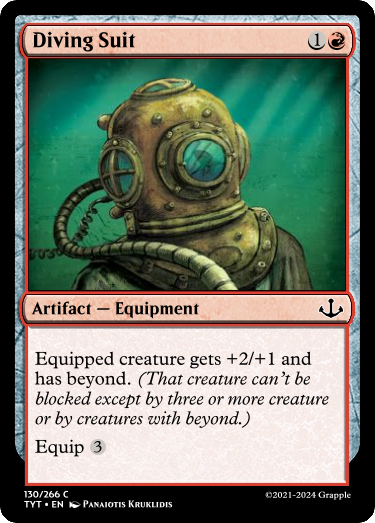 Diving Suit 1
Artifact — Equipment
Equipped creature gets +2/+1 and
has beyond. (That creature can't be
blocked except by three or more creature
or by creatures with beyond.)
Equip 3
130/266 C
TYT • EN Panaiotis Kruklidis
©2021-2024 Grapple